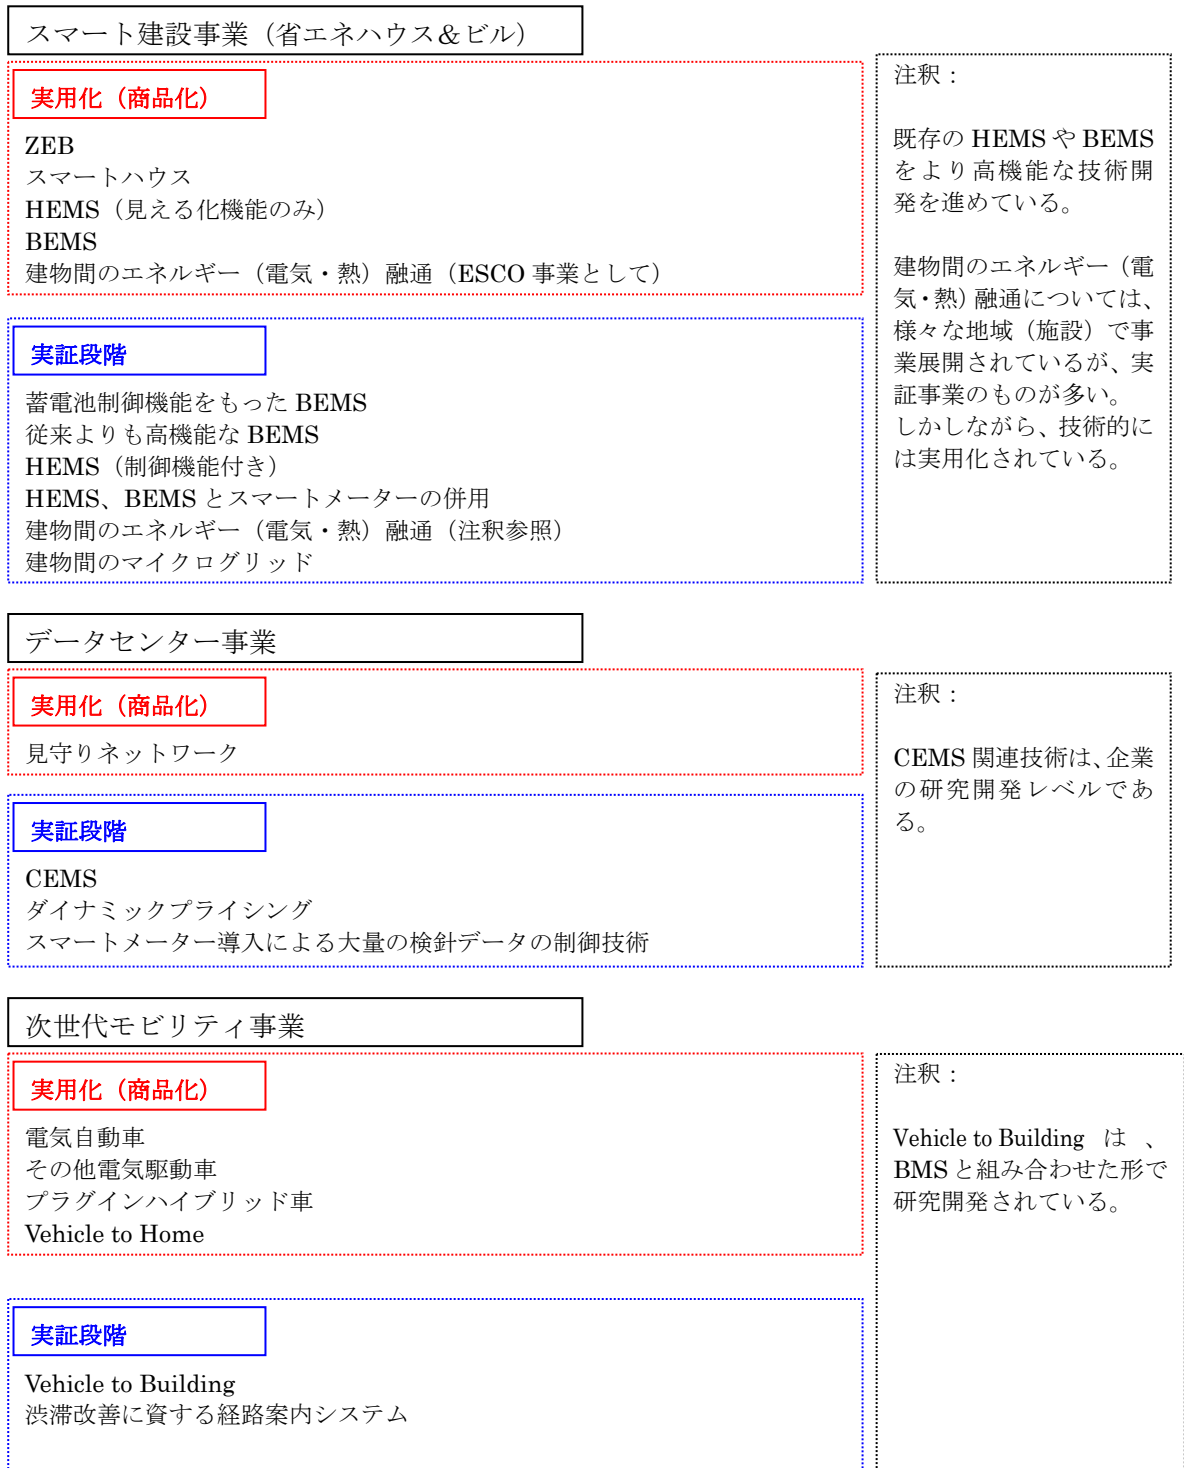 スマート建設事業（省エネハウス＆ビル）
実用化（商品化）
ZEB
スマートハウス
HEMS（見える化機能のみ）
BEMS
建物間のエネルギー（電気・熱）融通（ESCO 事業として）
実証段階
蓄電池制御機能をもった BEMS
従来よりも高機能な BEMS
HEMS（制御機能付き）
HEMS、BEMS とスマートメーターの併用
建物間のエネルギー（電気・熱）融通（注釈参照）
建物間のマイクログリッド
注釈：
既存の HEMS や BEMS
をより高機能な技術開
発を進めている。
建物間のエネルギー（電
気・熱）融通については、
様々な地域（施設）で事
業展開されているが、実
証事業のものが多い。
しかしながら、技術的に
は実用化されている。
データセンター事業
実用化（商品化）
見守りネットワーク
実証段階
CEMS
ダイナミックプライシング
スマートメーター導入による大量の検針データの制御技術
注釈：
CEMS 関連技術は、企業
の研究開発レベルであ
る。
次世代モビリティ事業
実用化（商品化）
電気自動車
その他電気駆動車
プラグインハイブリッド車
Vehicle to Home
実証段階
Vehicle to Building
渋滞改善に資する経路案内システム
注釈：
Vehicle to Building は、
BMS と組み合わせた形で
研究開発されている。